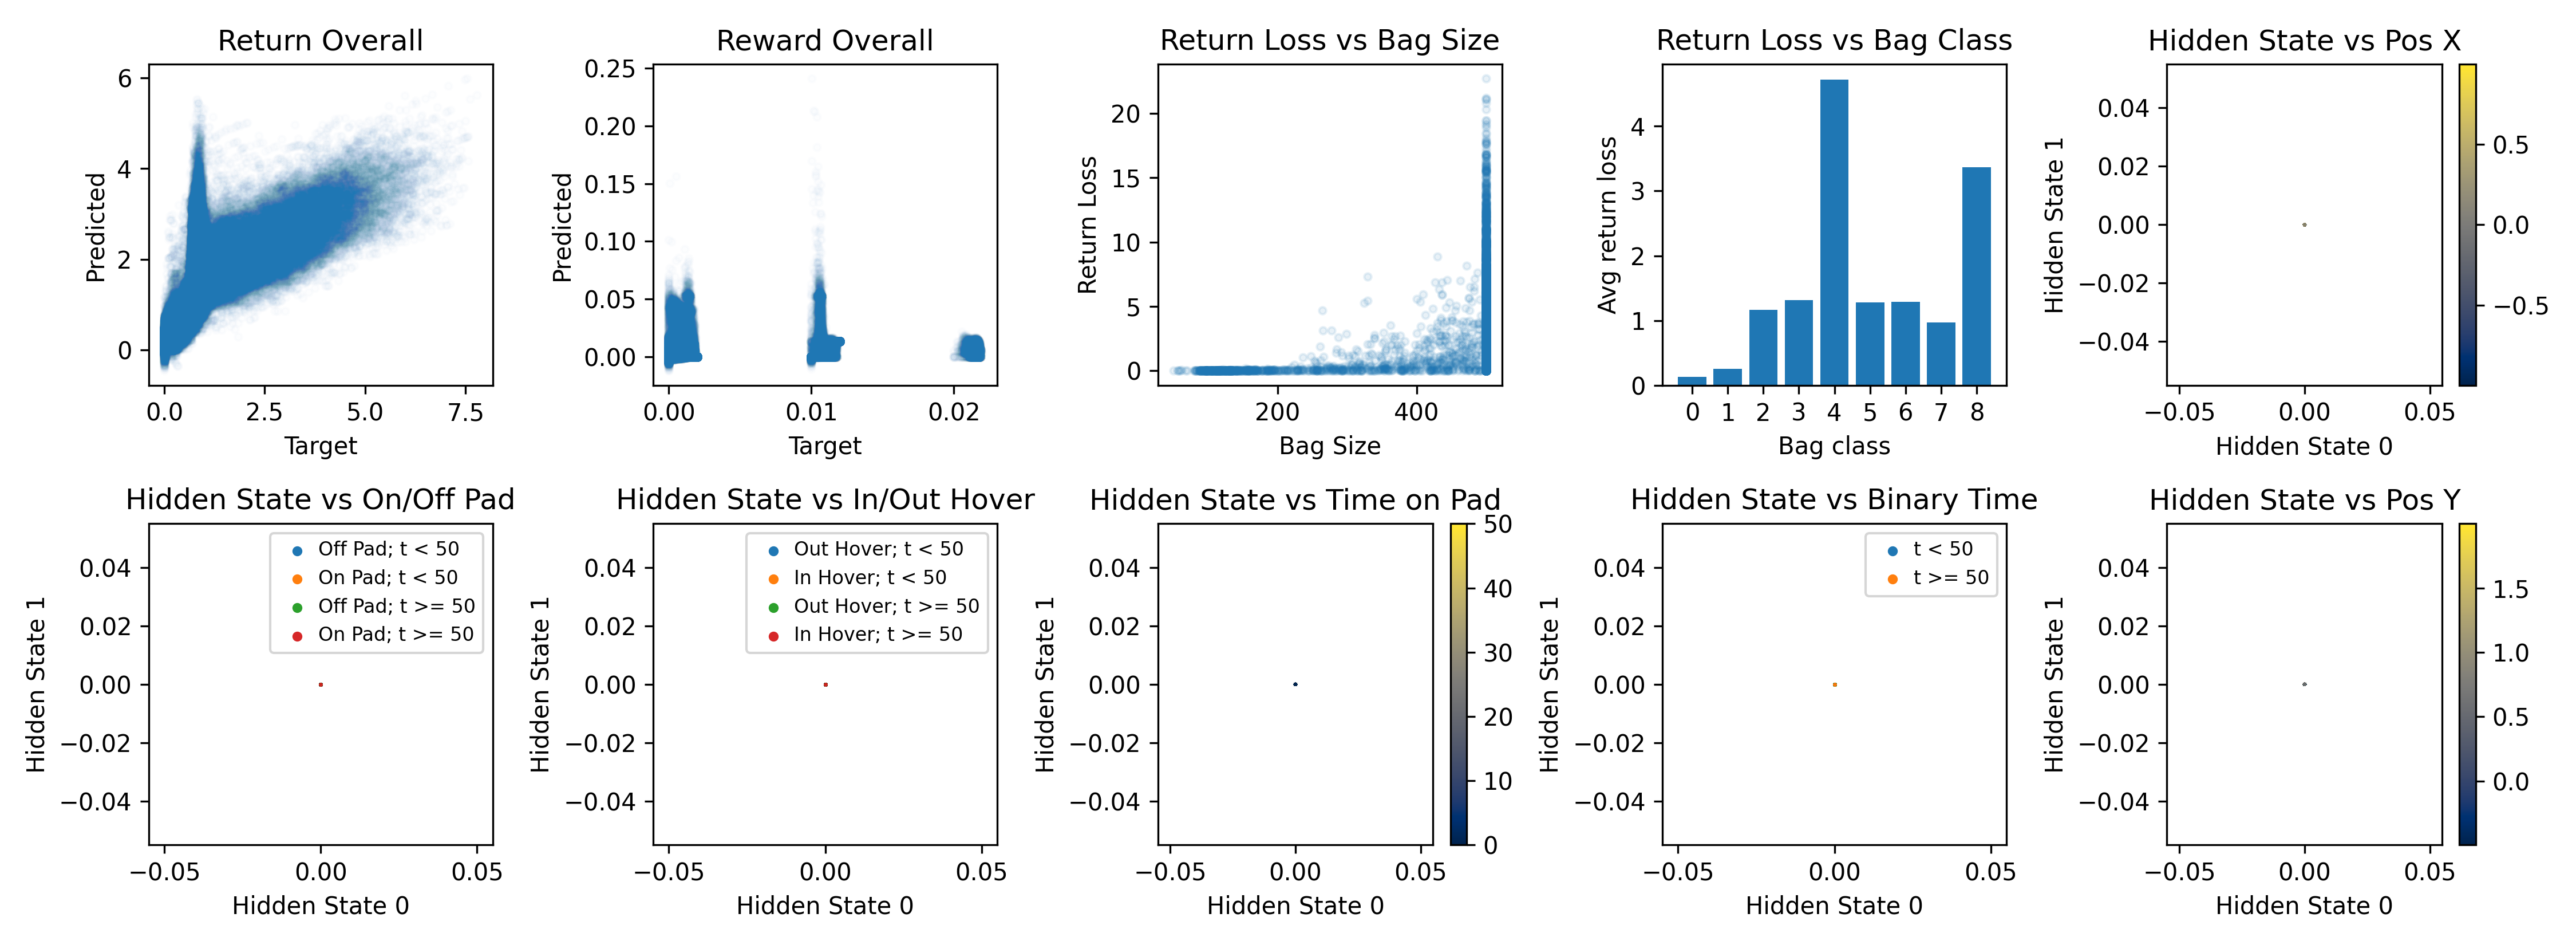 Return Overall
6
4
2
0
Predicted
0.0 2.5 5.0 7.5
Target
Reward Overall
0.25
0.20
0.15
0.10
0.05
0.00
Predicted
0.00 0.01 0.02
Target
Return Loss vs Bag Size
20
15
10
5
0
Return Loss
200 400
Bag Size
Return Loss vs Bag Class
4
3
2
1
0
Avg return loss
0 1 2 3 4 5 6 7 8
Bag class
Hidden State vs Pos X
0.04
0.02
0.00
−0.02
−0.04
Hidden State 1
−0.05 0.00 0.05
Hidden State 0
0.5
0.0
−0.5
Hidden State vs On/Off Pad
Off Pad; t < 50
On Pad; t < 50
Off Pad; t >= 50
On Pad; t >= 50
0.04
0.02
0.00
−0.02
−0.04
Hidden State 1
−0.05 0.00 0.05
Hidden State 0
Hidden State vs In/Out Hover
Out Hover; t < 50
In Hover; t < 50
Out Hover; t >= 50
In Hover; t >= 50
0.04
0.02
0.00
−0.02
−0.04
Hidden State 1
−0.05 0.00 0.05
Hidden State 0
Hidden State vs Time on Pad
0.04
0.02
0.00
−0.02
−0.04
Hidden State 1
−0.05 0.00 0.05
Hidden State 0
50
40
30
20
10
0
Hidden State vs Binary Time
t < 50
t >= 50
0.04
0.02
0.00
−0.02
−0.04
Hidden State 1
−0.05 0.00 0.05
Hidden State 0
Hidden State vs Pos Y
0.04
0.02
0.00
−0.02
−0.04
Hidden State 1
−0.05 0.00 0.05
Hidden State 0
1.5
1.0
0.5
0.0